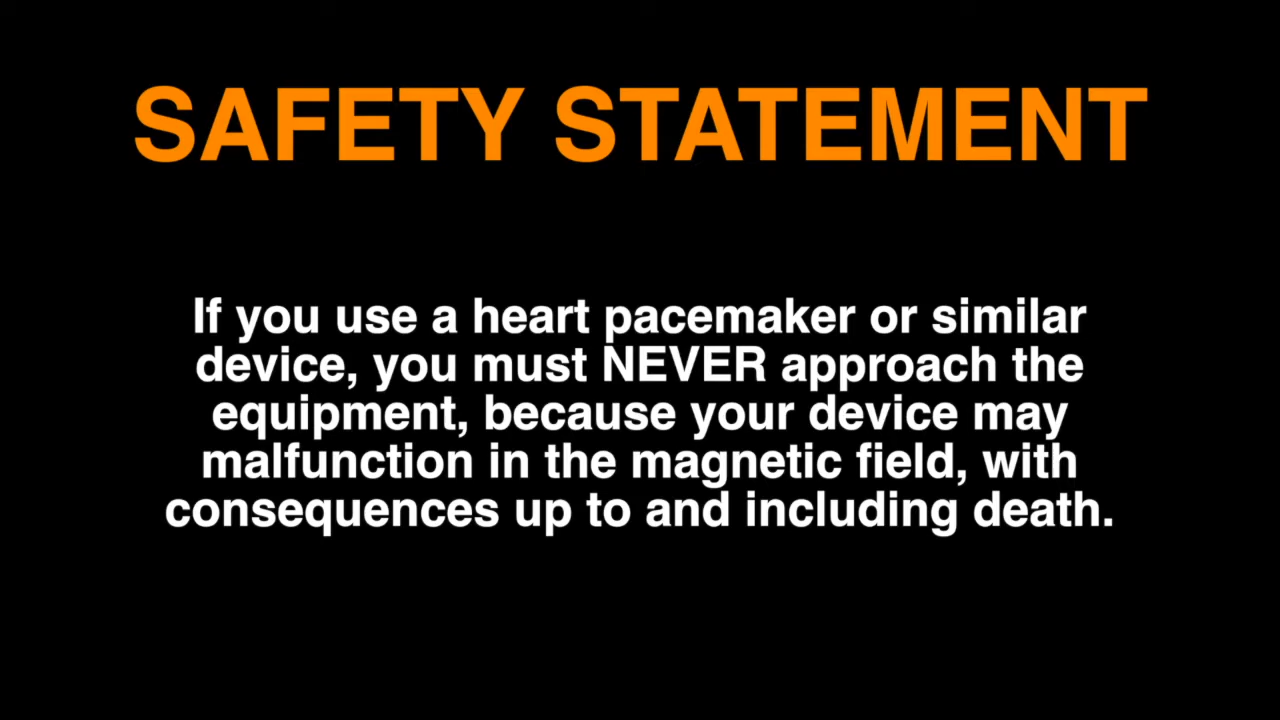 SAFETY STATEMENT
If you use a heart pacemaker or similar
device, you must NEVER approach the
equipment, because your device may
malfunction in the magnetic field, with
consequences up to and including death.